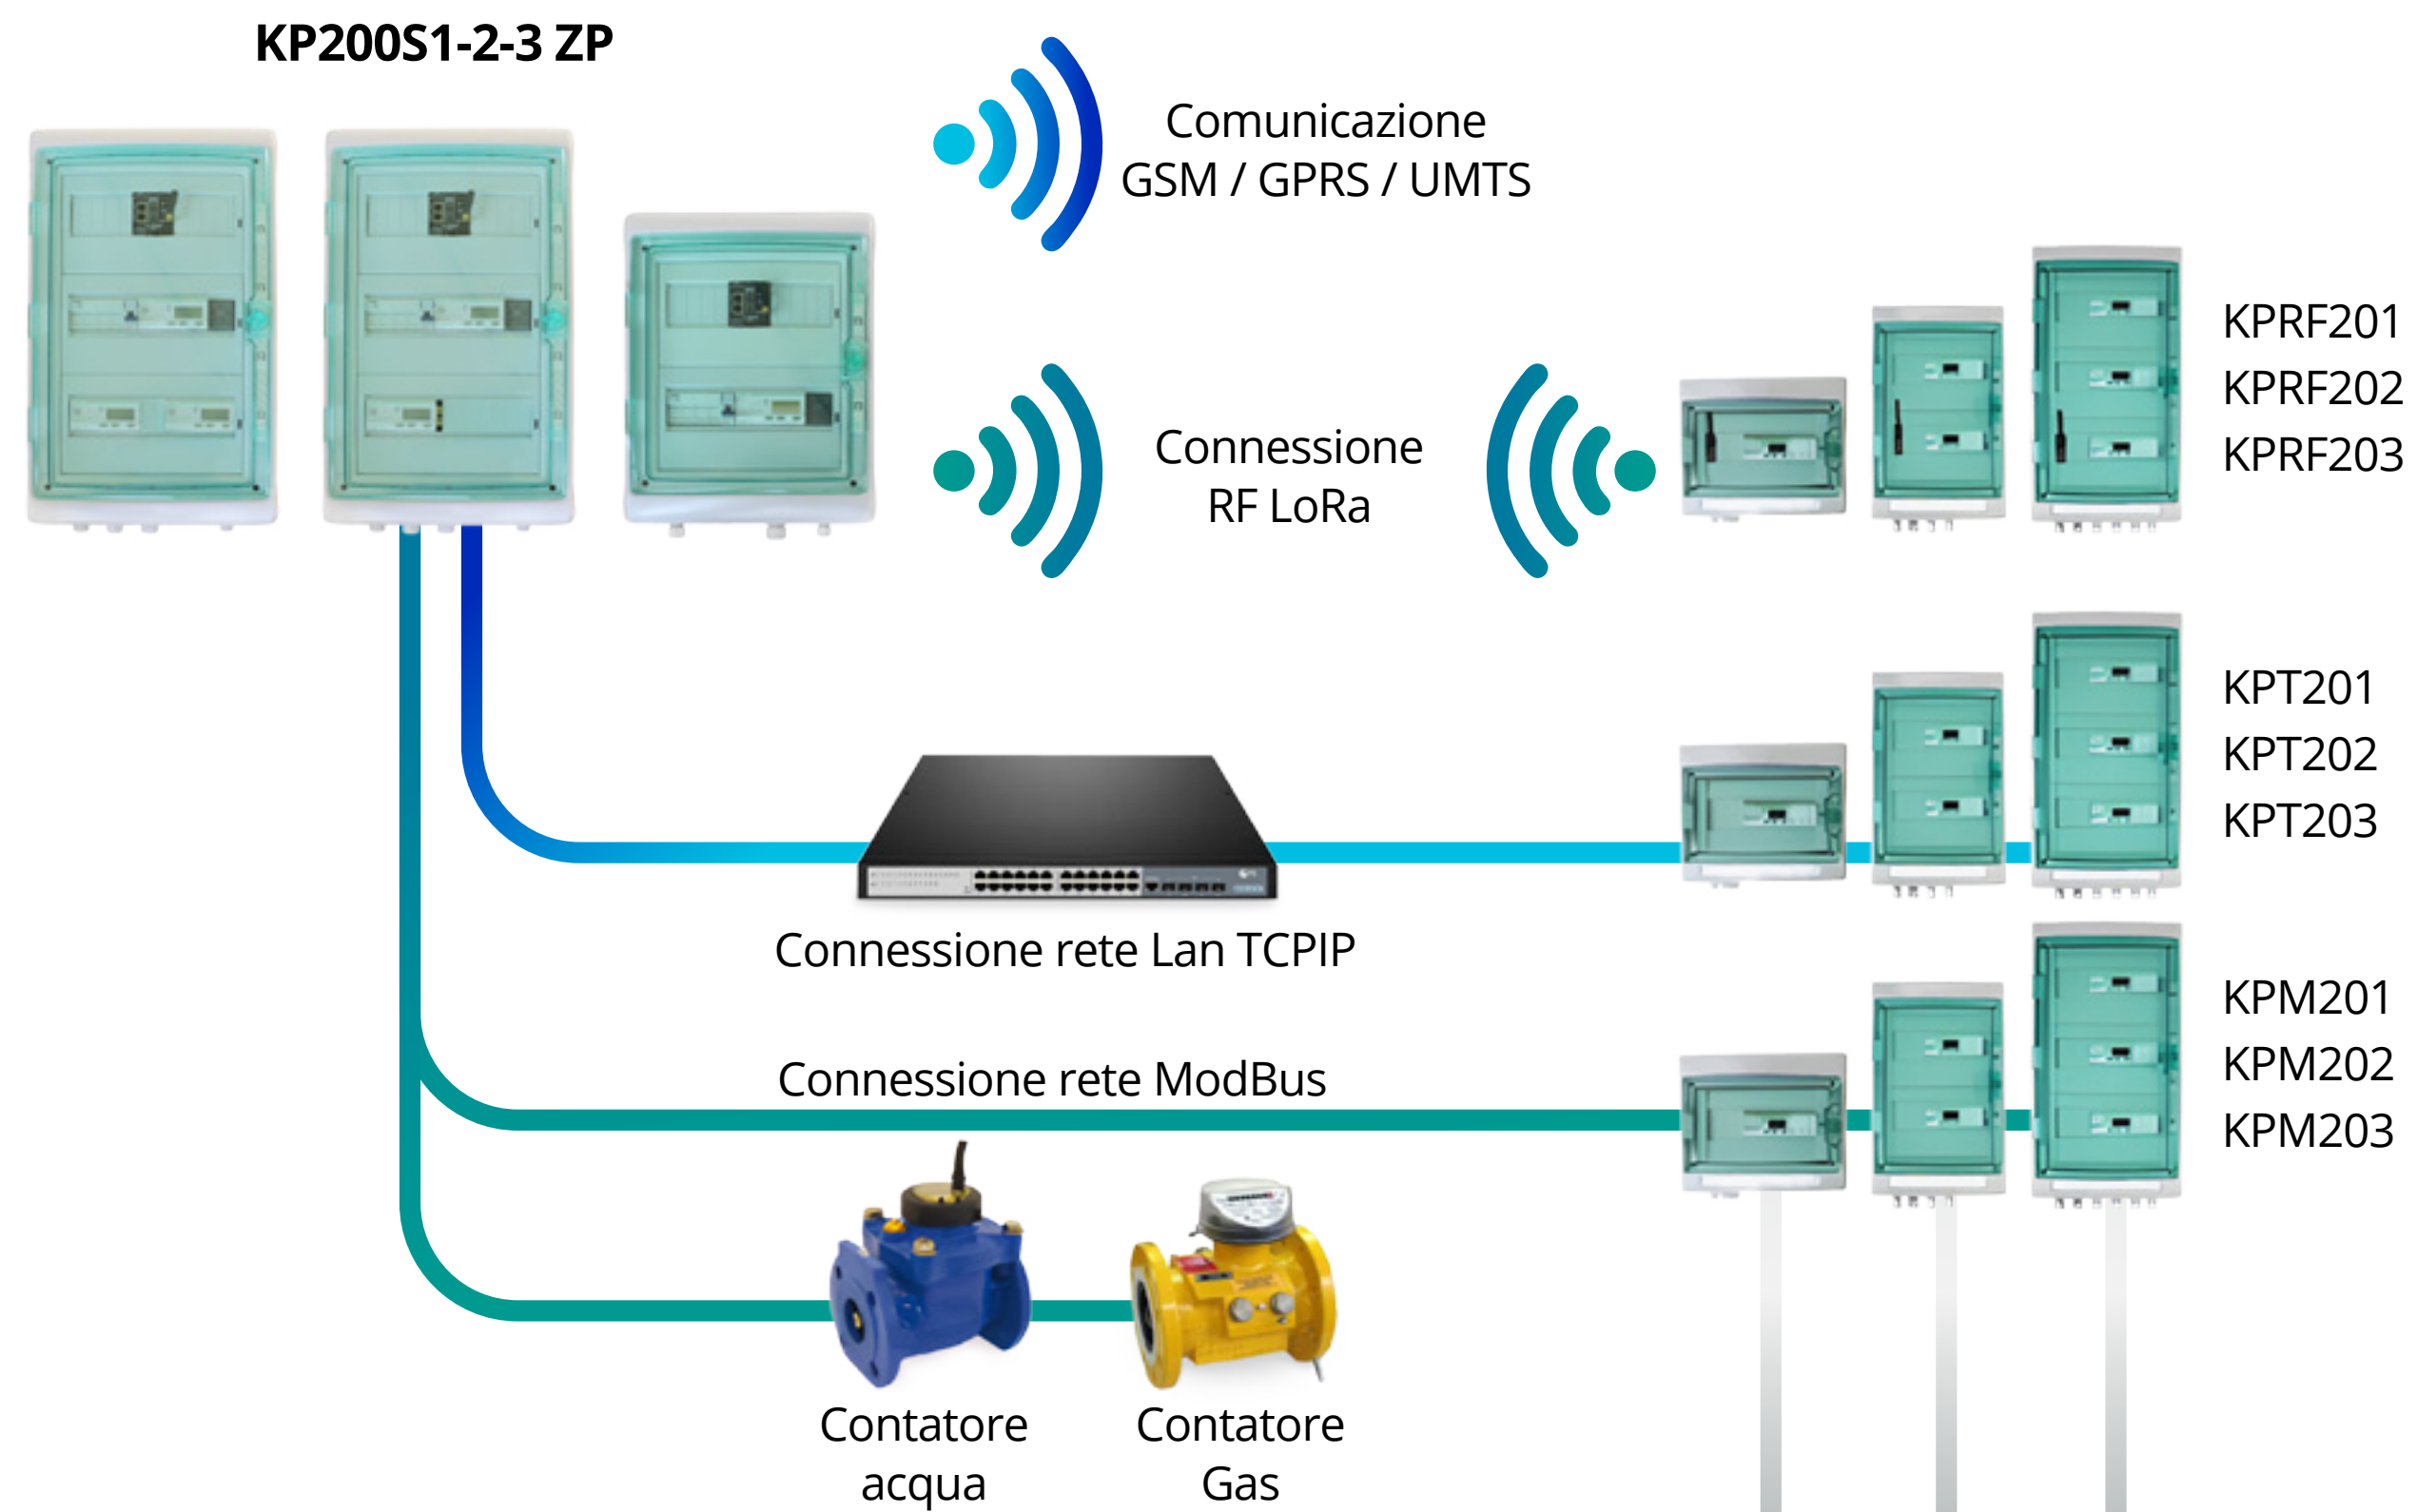 KP200S1-2-3 ZP
Comunicazione
GSM / GPRS / UMTS
Connessione
RF LoRa
KPRF201
KPRF202
KPRF203
KPT201
KPT202
KPT203
Connessione rete Lan TCPIP
Connessione rete ModBus
KPM201
KPM202
KPM203
Contatore
acqua
Contatore
Gas